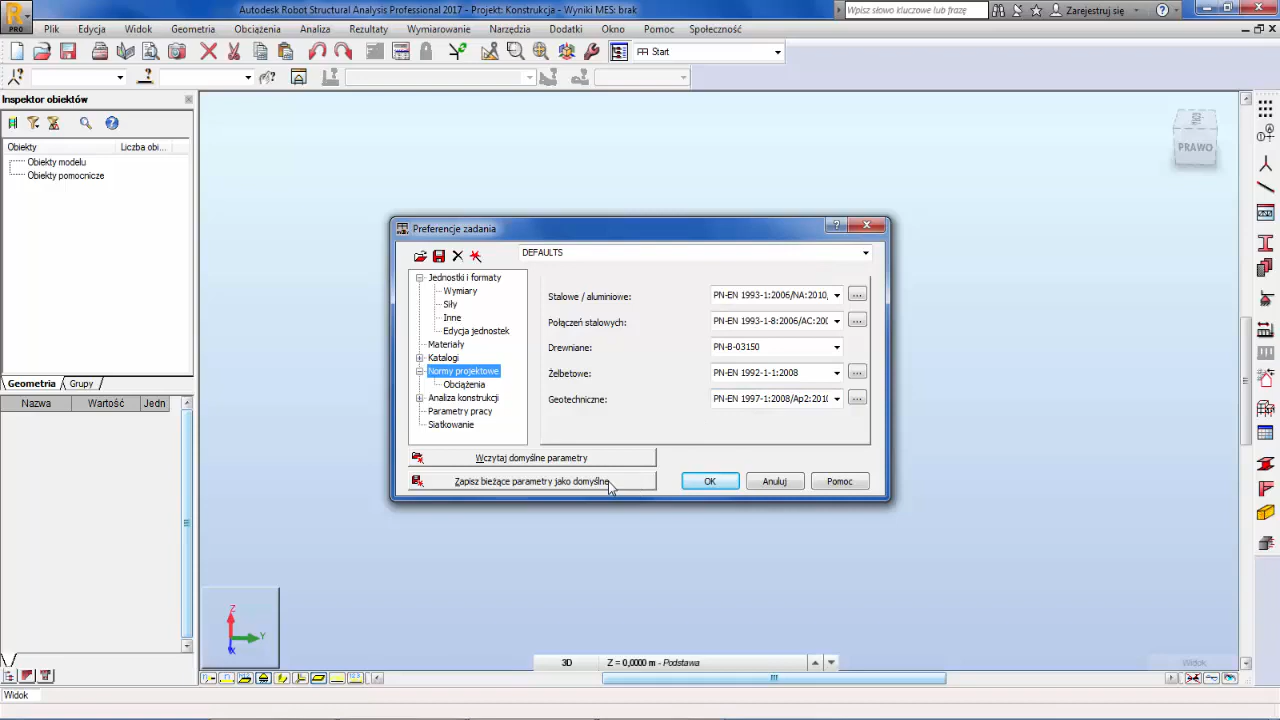 Autodesk Robot Structural Analysis Professional 2017 - Projekt: Konstrukcja - Wyniki MES: brak
Wpisz słowo kluczowe lub frazę
Zarejestruj się
PRO
Plik Edycja Widok Geometria Obciążenia Analiza Rezultaty Wymiarowanie Narzędzia Dodatki Okno Pomoc Społeczność
Start
Inspektor obiektów
Obiekty Liczba obi...
Obiekty modelu
Obiekty pomocnicze
PRAWO
Geometria Grupy
Nazwa Wartość Jedn
Preferencje zadania
DEFAULTS
Jednostki i formaty
Wymiary
Siły
Inne
Edycja jednostek
Materiały
Katalogi
Normy projektowe
Obciążenia
Analiza konstrukcji
Parametry pracy
Siatkowanie
Stalowe / aluminiowe: PN-EN 1993-1:2006/NA:2010, ...
Połączeń stalowych: PN-EN 1993-1-8:2006/AC:200 ...
Drewniane: PN-B-03150
Żelbetowe: PN-EN 1992-1-1:2008 ...
Geotechniczne: PN-EN 1997-1:2008/Ap2:2010 ...
Wczytaj domyślne parametry
Zapisz bieżące parametry jako domyślne
OK Anuluj Pomoc
Z
Y
X
3D Z = 0,0000 m - Podstawa
Widok
Widok